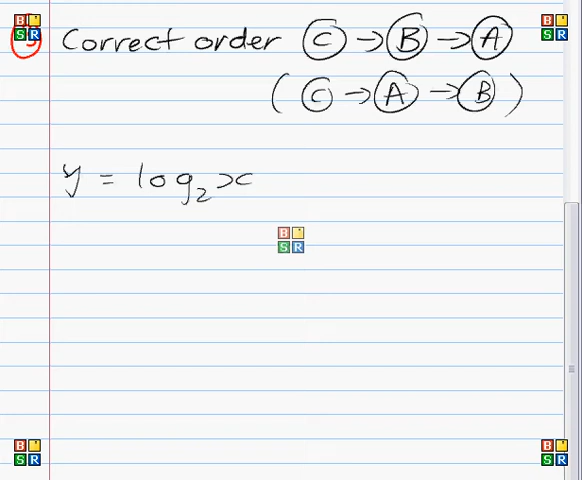 Correct order C → B → A
( C → A → B )
y = log₂x